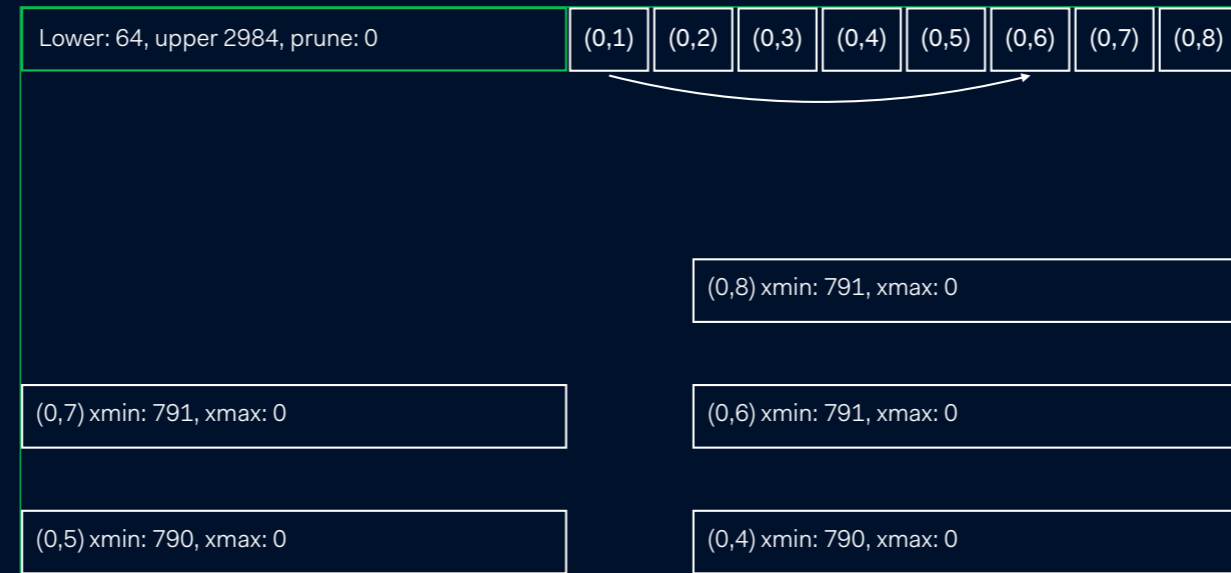 Lower: 64, upper 2984, prune: 0 (0,1) (0,2) (0,3) (0,4) (0,5) (0,6) (0,7) (0,8)
(0,8) xmin: 791, xmax: 0
(0,7) xmin: 791, xmax: 0 (0,6) xmin: 791, xmax: 0
(0,5) xmin: 790, xmax: 0 (0,4) xmin: 790, xmax: 0